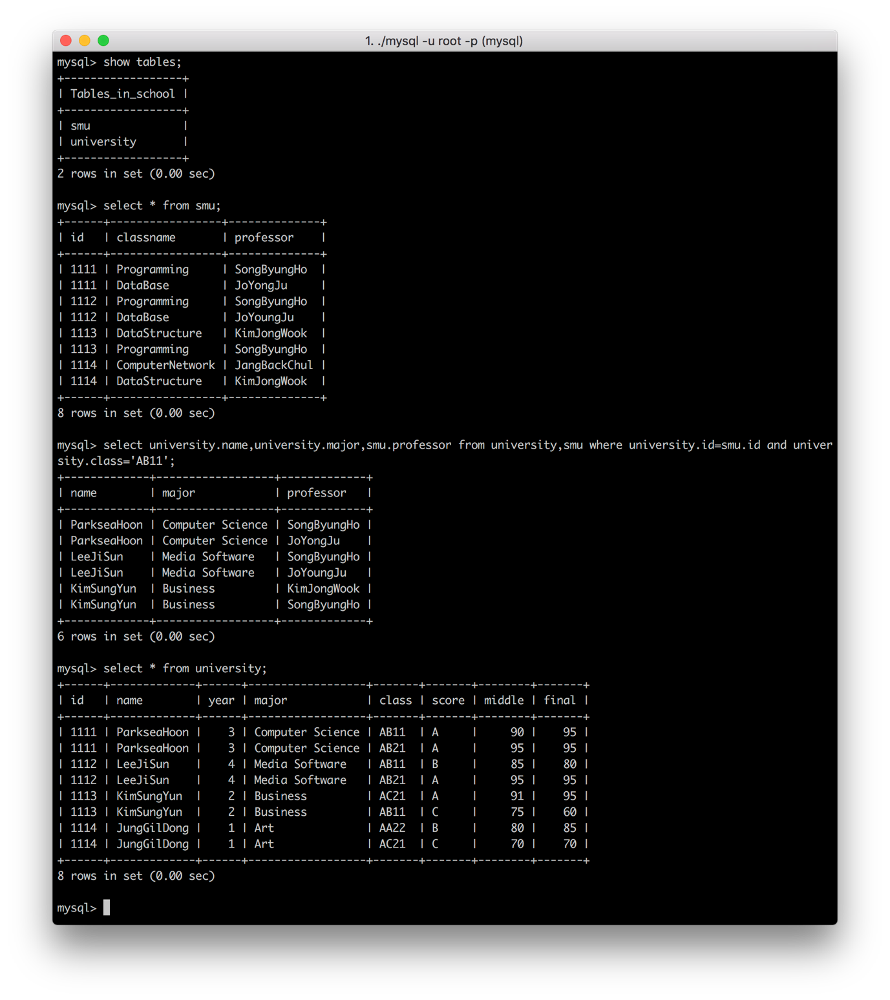 1. ./mysql -u root -p (mysql)
mysql> show tables;
+------------------+
| Tables_in_school |
+------------------+
| smu              |
| university       |
+------------------+
2 rows in set (0.00 sec)

mysql> select * from smu;
+------+-----------------+--------------+
| id   | classname       | professor    |
+------+-----------------+--------------+
| 1111 | Programming     | SongByungHo  |
| 1111 | DataBase        | JoYongJu     |
| 1112 | Programming     | SongByungHo  |
| 1112 | DataBase        | JoYoungJu    |
| 1113 | DataStructure   | KimJongWook  |
| 1113 | Programming     | SongByungHo  |
| 1114 | ComputerNetwork | JangBackChul |
| 1114 | DataStructure   | KimJongWook  |
+------+-----------------+--------------+
8 rows in set (0.00 sec)

mysql> select university.name,university.major,smu.professor from university,smu where university.id=smu.id and univer
sity.class='AB11';
+-------------+------------------+-------------+
| name        | major            | professor   |
+-------------+------------------+-------------+
| ParkseaHoon | Computer Science | SongByungHo |
| ParkseaHoon | Computer Science | JoYongJu    |
| LeeJiSun    | Media Software   | SongByungHo |
| LeeJiSun    | Media Software   | JoYoungJu   |
| KimSungYun  | Business         | KimJongWook |
| KimSungYun  | Business         | SongByungHo |
+-------------+------------------+-------------+
6 rows in set (0.00 sec)

mysql> select * from university;
+------+-------------+------+------------------+-------+-------+--------+-------+
| id   | name        | year | major            | class | score | middle | final |
+------+-------------+------+------------------+-------+-------+--------+-------+
| 1111 | ParkseaHoon |    3 | Computer Science | AB11  | A     |     90 |    95 |
| 1111 | ParkseaHoon |    3 | Computer Science | AB21  | A     |     95 |    95 |
| 1112 | LeeJiSun    |    4 | Media Software   | AB11  | B     |     85 |    80 |
| 1112 | LeeJiSun    |    4 | Media Software   | AB21  | A     |     95 |    95 |
| 1113 | KimSungYun  |    2 | Business         | AC21  | A     |     91 |    95 |
| 1113 | KimSungYun  |    2 | Business         | AB11  | C     |     75 |    60 |
| 1114 | JungGilDong |    1 | Art              | AA22  | B     |     80 |    85 |
| 1114 | JungGilDong |    1 | Art              | AC21  | C     |     70 |    70 |
+------+-------------+------+------------------+-------+-------+--------+-------+
8 rows in set (0.00 sec)

mysql>